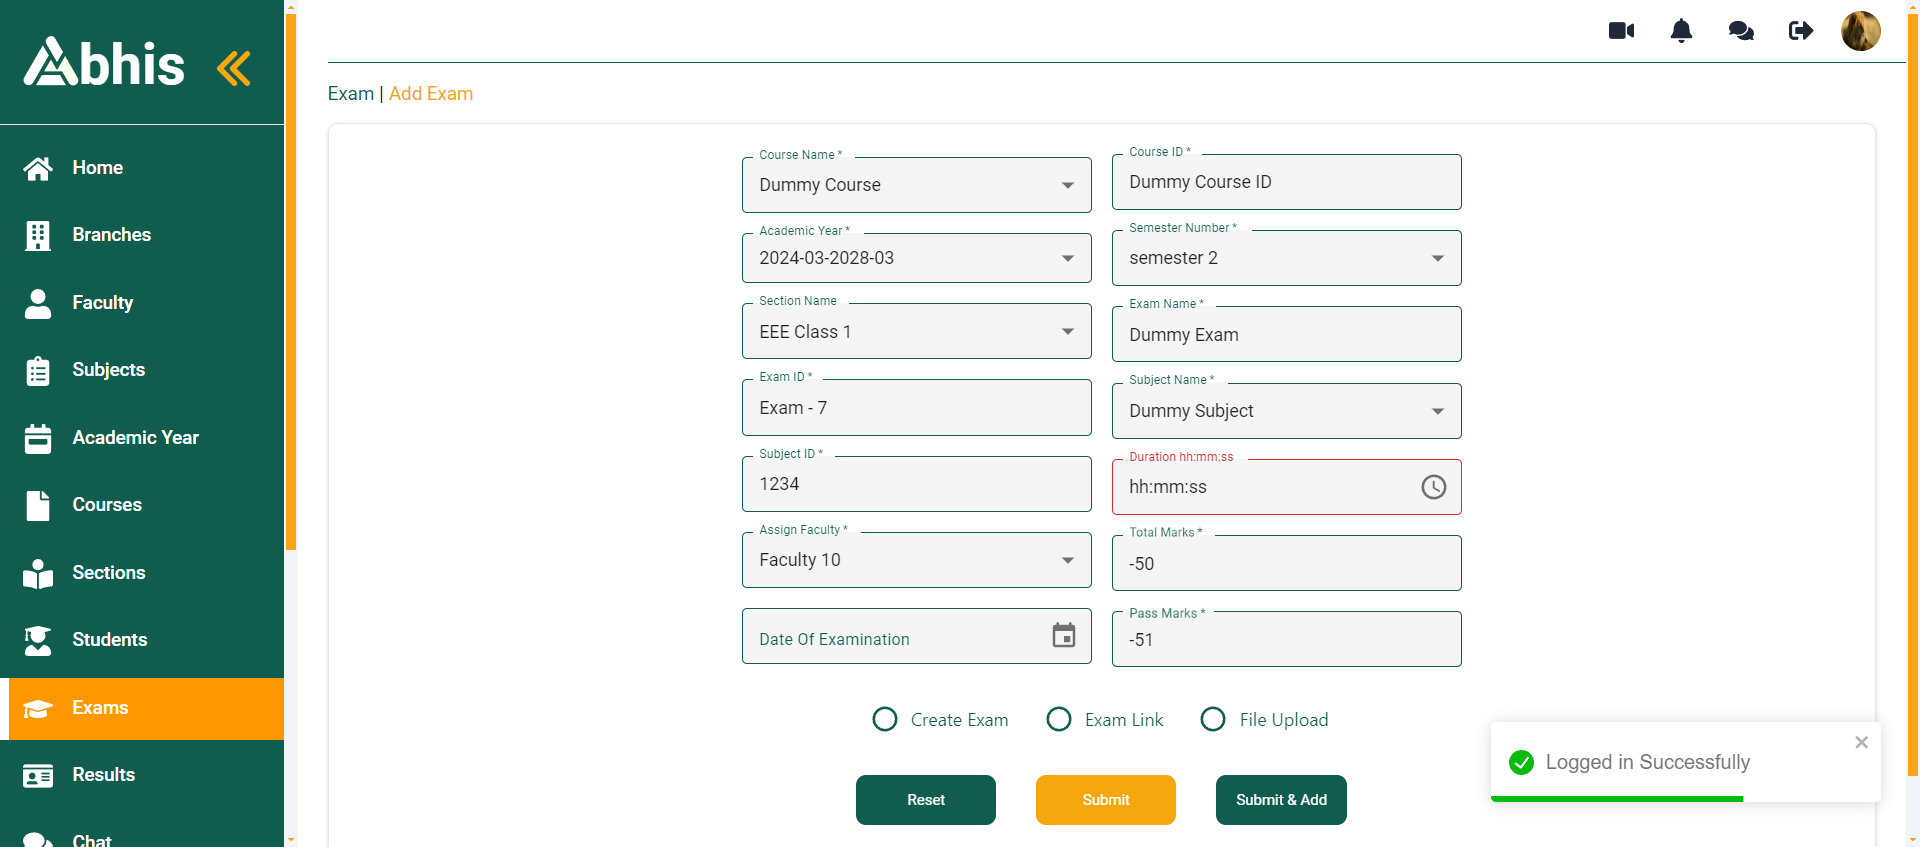 Abhis
Home
Branches
Faculty
Subjects
Academic Year
Courses
Sections
Students
Exams
Results
Chat
Exam | Add Exam
Course Name *
Dummy Course
Course ID *
Dummy Course ID
Academic Year *
2024-03-2028-03
Semester Number *
semester 2
Section Name
EEE Class 1
Exam Name *
Dummy Exam
Exam ID *
Exam - 7
Subject Name *
Dummy Subject
Subject ID *
1234
Duration hh:mm:ss
hh:mm:ss
Assign Faculty *
Faculty 10
Total Marks *
-50
Date Of Examination
Pass Marks *
-51
Create Exam
Exam Link
File Upload
Reset
Submit
Submit & Add
Logged in Successfully